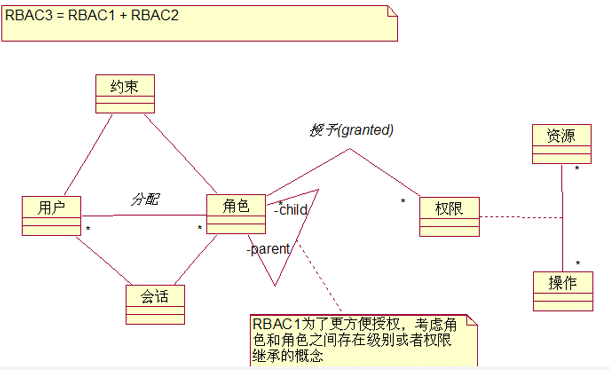 RBAC3 = RBAC1 + RBAC2
约束
授予(granted)
资源
*
用户
分配
角色
*
*
*
-child
*
权限
-parent
*
会话
操作
RBAC1为了更方便授权，考虑角
色和角色之间存在级别或者权限
继承的概念